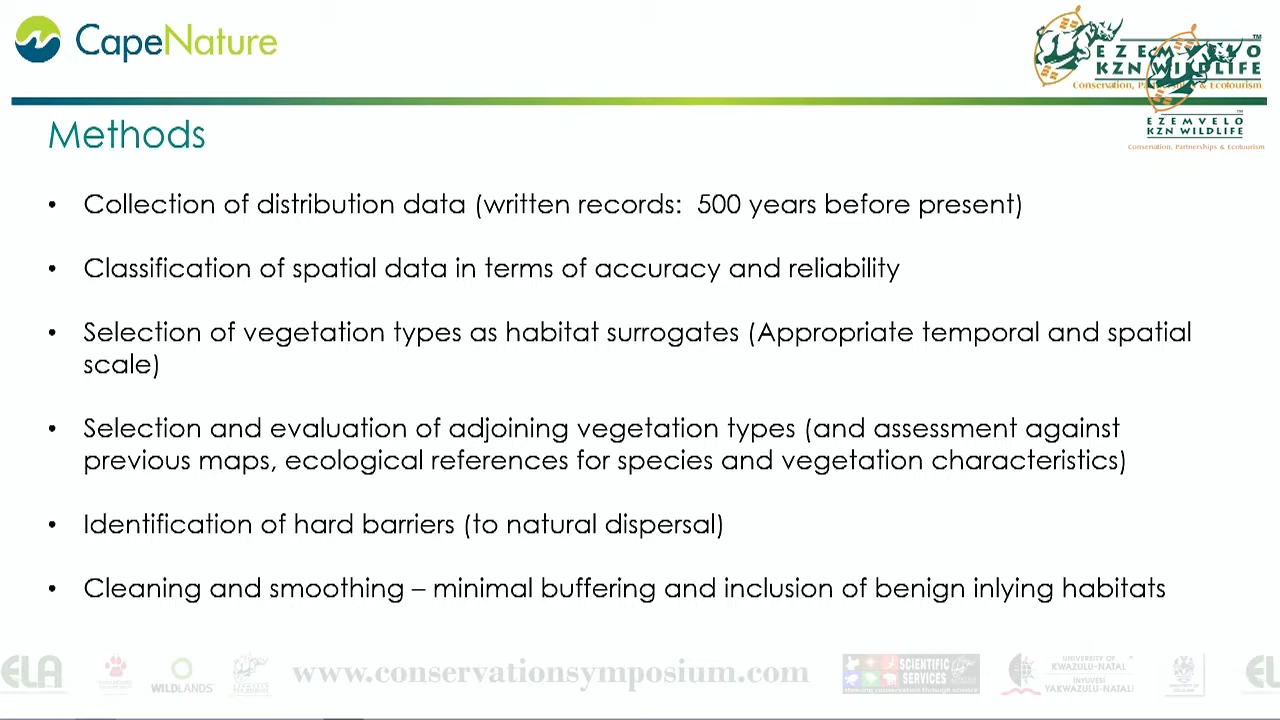 CapeNature
EZEMVELO
KZN WILDLIFE
Conservation, & Ecotourism
EZEMVELO
KZN WILDLIFE
Conservation, Partnerships & Ecotourism
Methods
• Collection of distribution data (written records:  500 years before present)
• Classification of spatial data in terms of accuracy and reliability
• Selection of vegetation types as habitat surrogates (Appropriate temporal and spatial
scale)
• Selection and evaluation of adjoining vegetation types (and assessment against
previous maps, ecological references for species and vegetation characteristics)
• Identification of hard barriers (to natural dispersal)
• Cleaning and smoothing – minimal buffering and inclusion of benign inlying habitats
ELA
WILDLANDS
www.conservationsymposium.com
SCIENTIFIC
SERVICES
UNIVERSITY OF
KWAZULU-NATAL
INYUVESI
YAKWAZULU-NATALI
EL